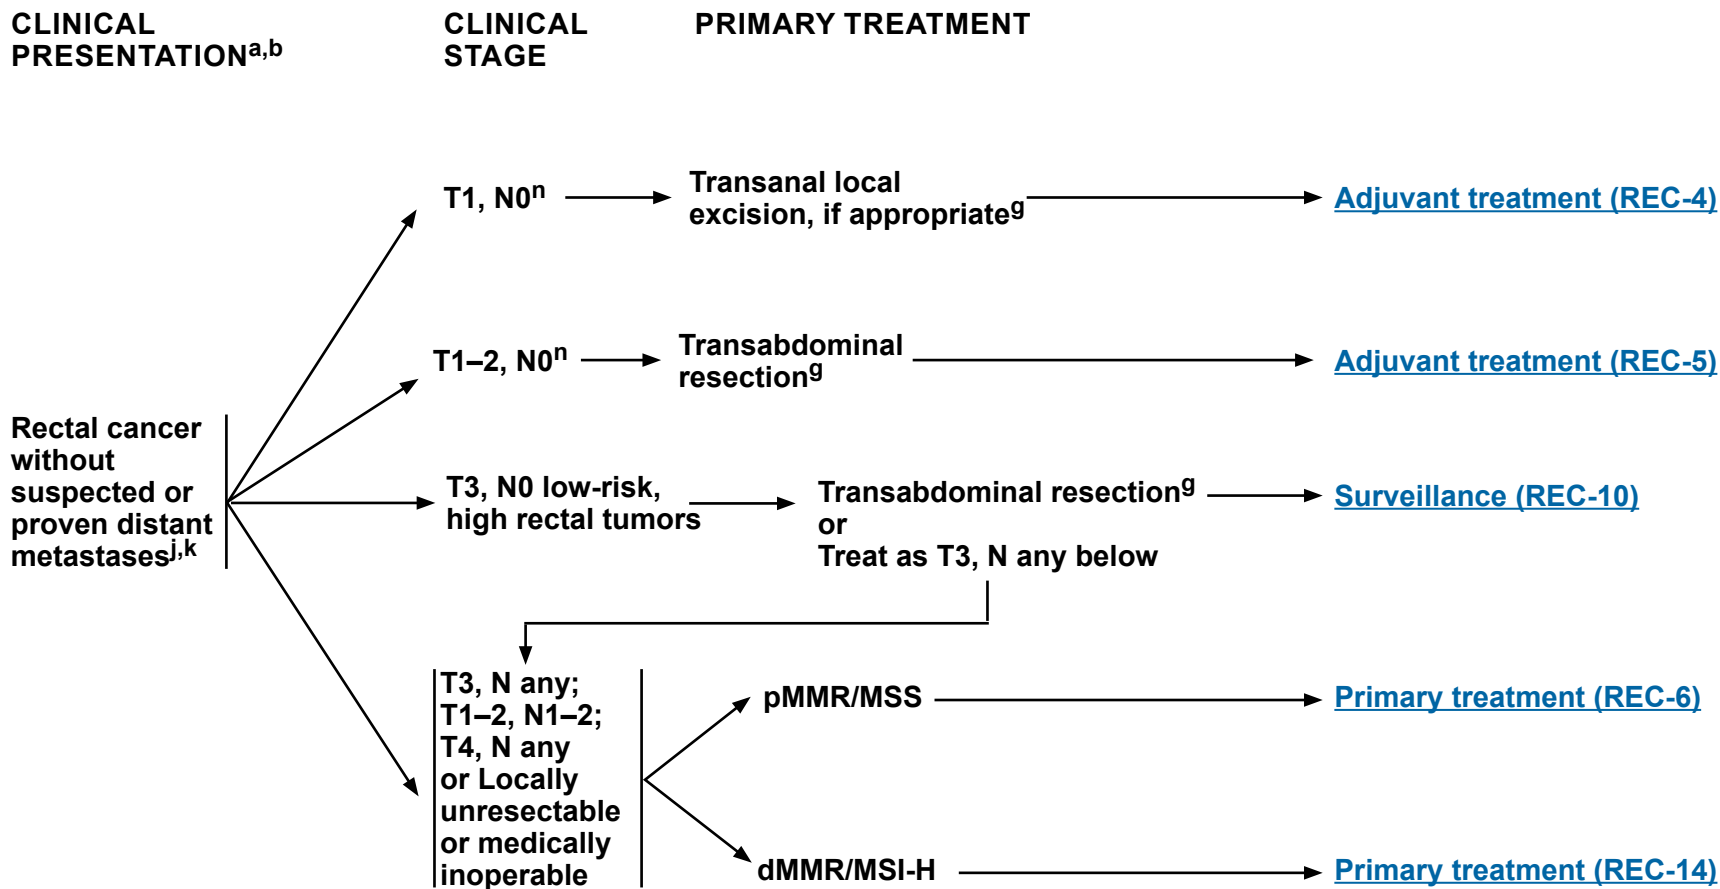 CLINICAL
PRESENTATIONa,b
CLINICAL
STAGE
PRIMARY TREATMENT
T1, N0n
Transanal local
excision, if appropriateg
Adjuvant treatment (REC-4)
T1–2, N0n
Transabdominal
resectiong
Adjuvant treatment (REC-5)
Rectal cancer
without
suspected or
proven distant
metastasesj,k
T3, N0 low-risk,
high rectal tumors
Transabdominal resectiong
or
Treat as T3, N any below
Surveillance (REC-10)
T3, N any;
T1–2, N1–2;
T4, N any
or Locally
unresectable
or medically
inoperable
pMMR/MSS
Primary treatment (REC-6)
dMMR/MSI-H
Primary treatment (REC-14)